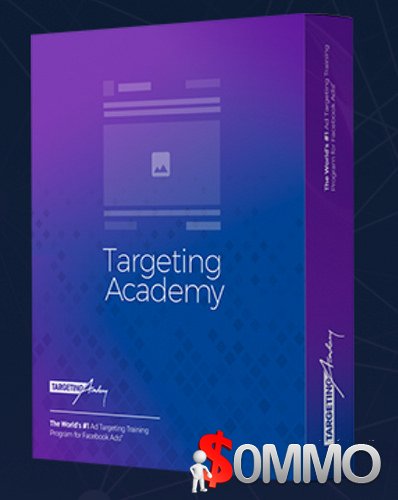 Targeting
Academy
TARGETING Academy
The World's #1 Ad Targeting Training
Program for Facebook Ads"
The World's #1 Ad Targeting Training
Program for Facebook Ads"
TARGETING Academy
$OMMO